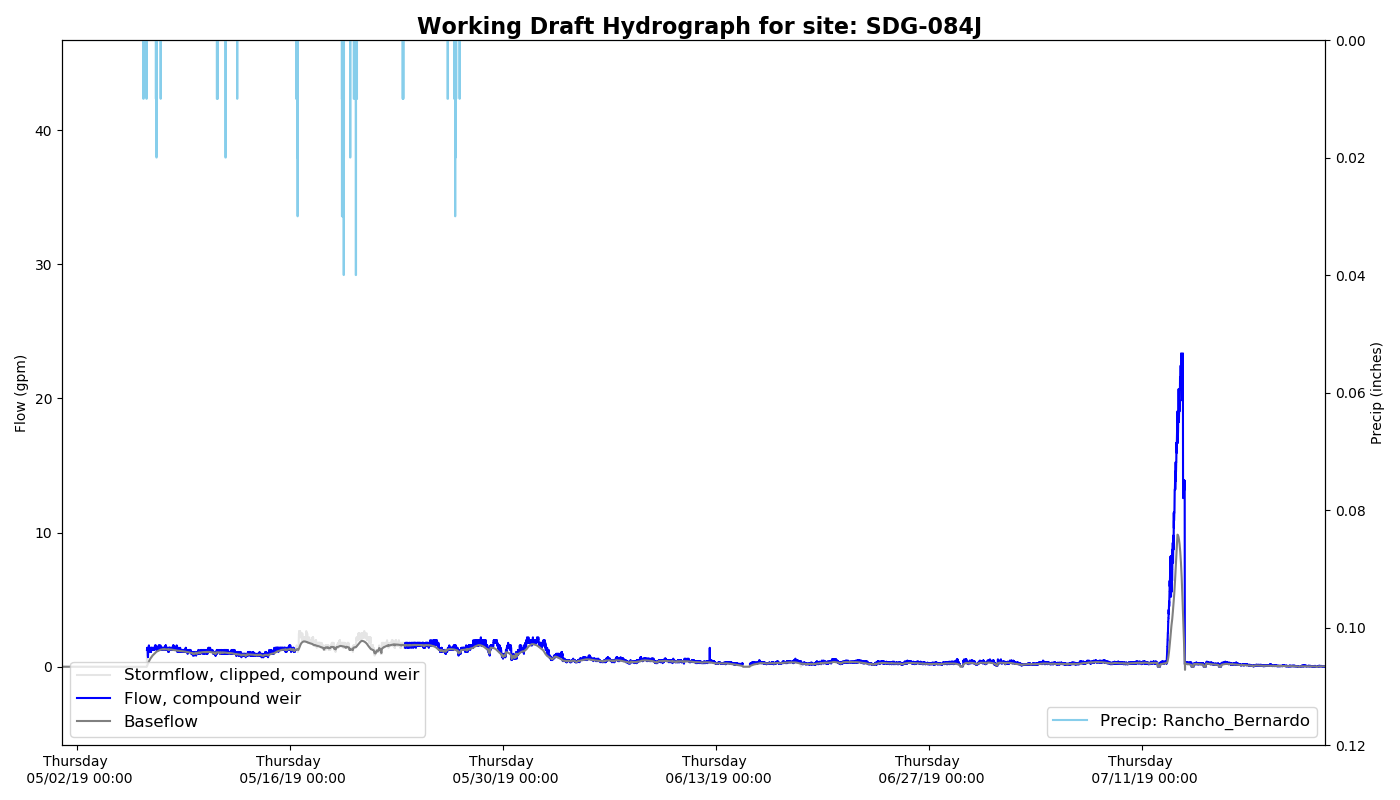 Working Draft Hydrograph for site: SDG-084J
0.00
40
0.02
30
0.04
Flow (gpm)
Precip (inches)
20
0.06
0.08
10
0.10
0
Stormflow, clipped, compound weir
Flow, compound weir
Baseflow
Precip: Rancho_Bernardo
0.12
Thursday
05/02/19 00:00
Thursday
05/16/19 00:00
Thursday
05/30/19 00:00
Thursday
06/13/19 00:00
Thursday
06/27/19 00:00
Thursday
07/11/19 00:00